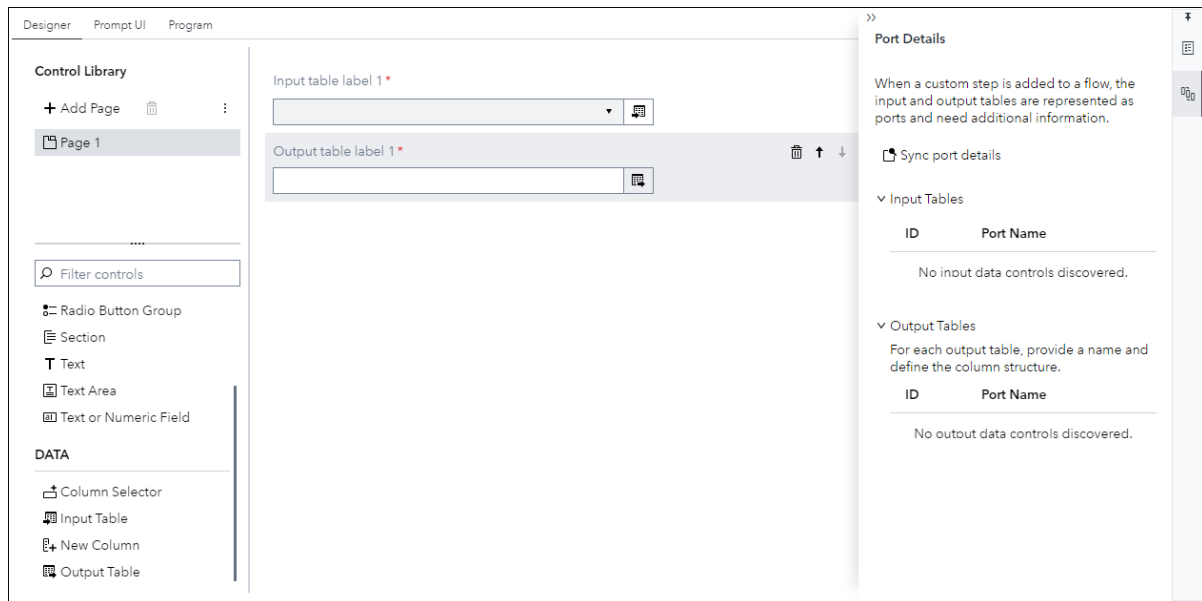 Designer Prompt UI Program
Control Library
Add Page
Page 1
Filter controls
Radio Button Group
Section
Text
Text Area
Text or Numeric Field
DATA
Column Selector
Input Table
New Column
Output Table
Input table label 1*
Output table label 1*
Port Details
When a custom step is added to a flow, the
input and output tables are represented as
ports and need additional information.
Sync port details
Input Tables
ID Port Name
No input data controls discovered.
Output Tables
For each output table, provide a name and
define the column structure.
ID Port Name
No output data controls discovered.